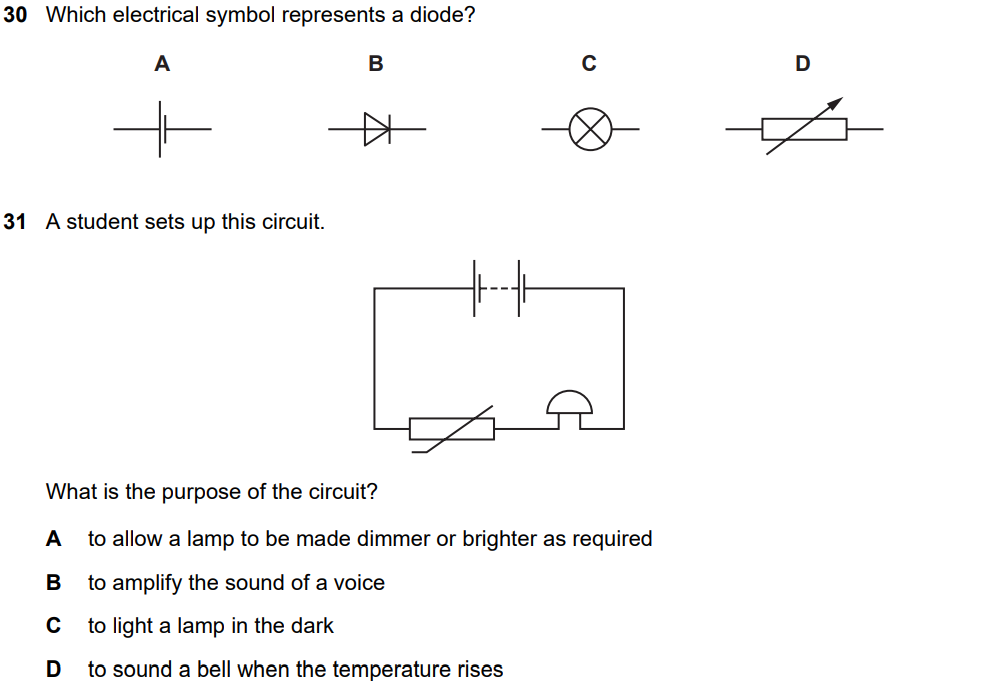 30 Which electrical symbol represents a diode?
A B C D
31 A student sets up this circuit.
What is the purpose of the circuit?
A to allow a lamp to be made dimmer or brighter as required
B to amplify the sound of a voice
C to light a lamp in the dark
D to sound a bell when the temperature rises